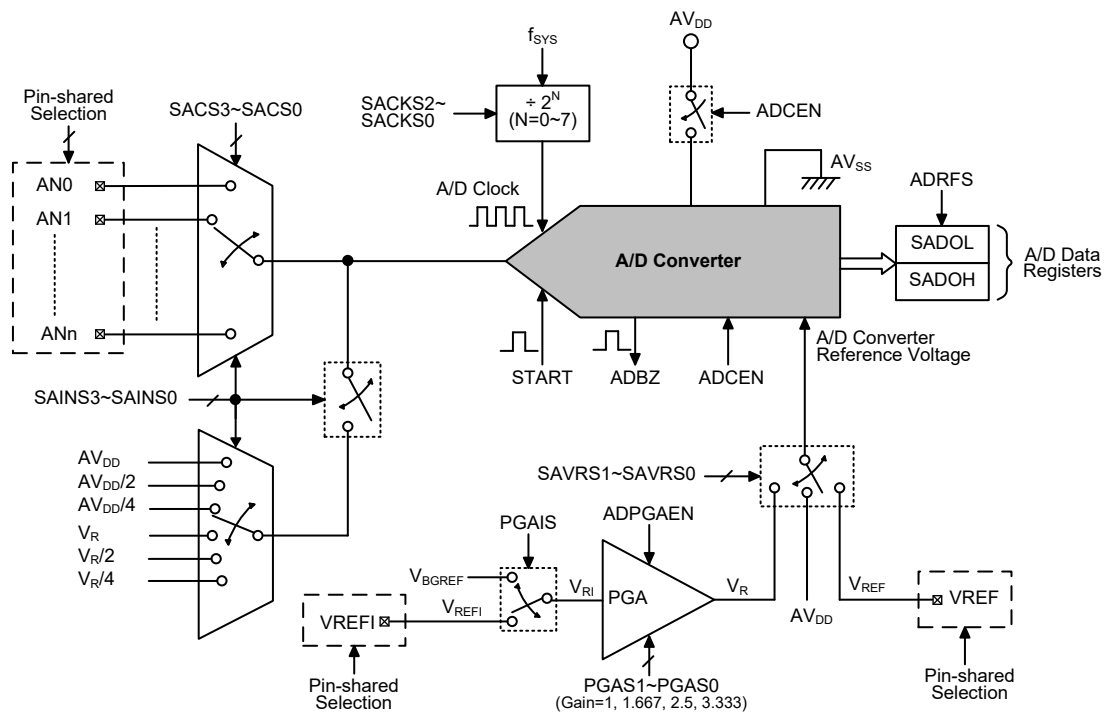 AVDD
fSYS
Pin-shared
Selection
SACS3~SACS0
SACKS2~
SACKS0
÷ 2^N
(N=0~7)
ADCEN
AN0
AN1
ANn
A/D Clock
AVSS
ADRFS
A/D Converter
SADOL
SADOH
A/D Data
Registers
START
ADBZ
ADCEN
A/D Converter
Reference Voltage
SAINS3~SAINS0
AVDD
AVDD/2
AVDD/4
VR
VR/2
VR/4
SAVRS1~SAVRS0
PGAIS
ADPGAEN
VBGREF
VREFI
VREFI
VRI
PGA
VR
AVDD
VREF
VREF
Pin-shared
Selection
PGAS1~PGAS0
(Gain=1, 1.667, 2.5, 3.333)
Pin-shared
Selection